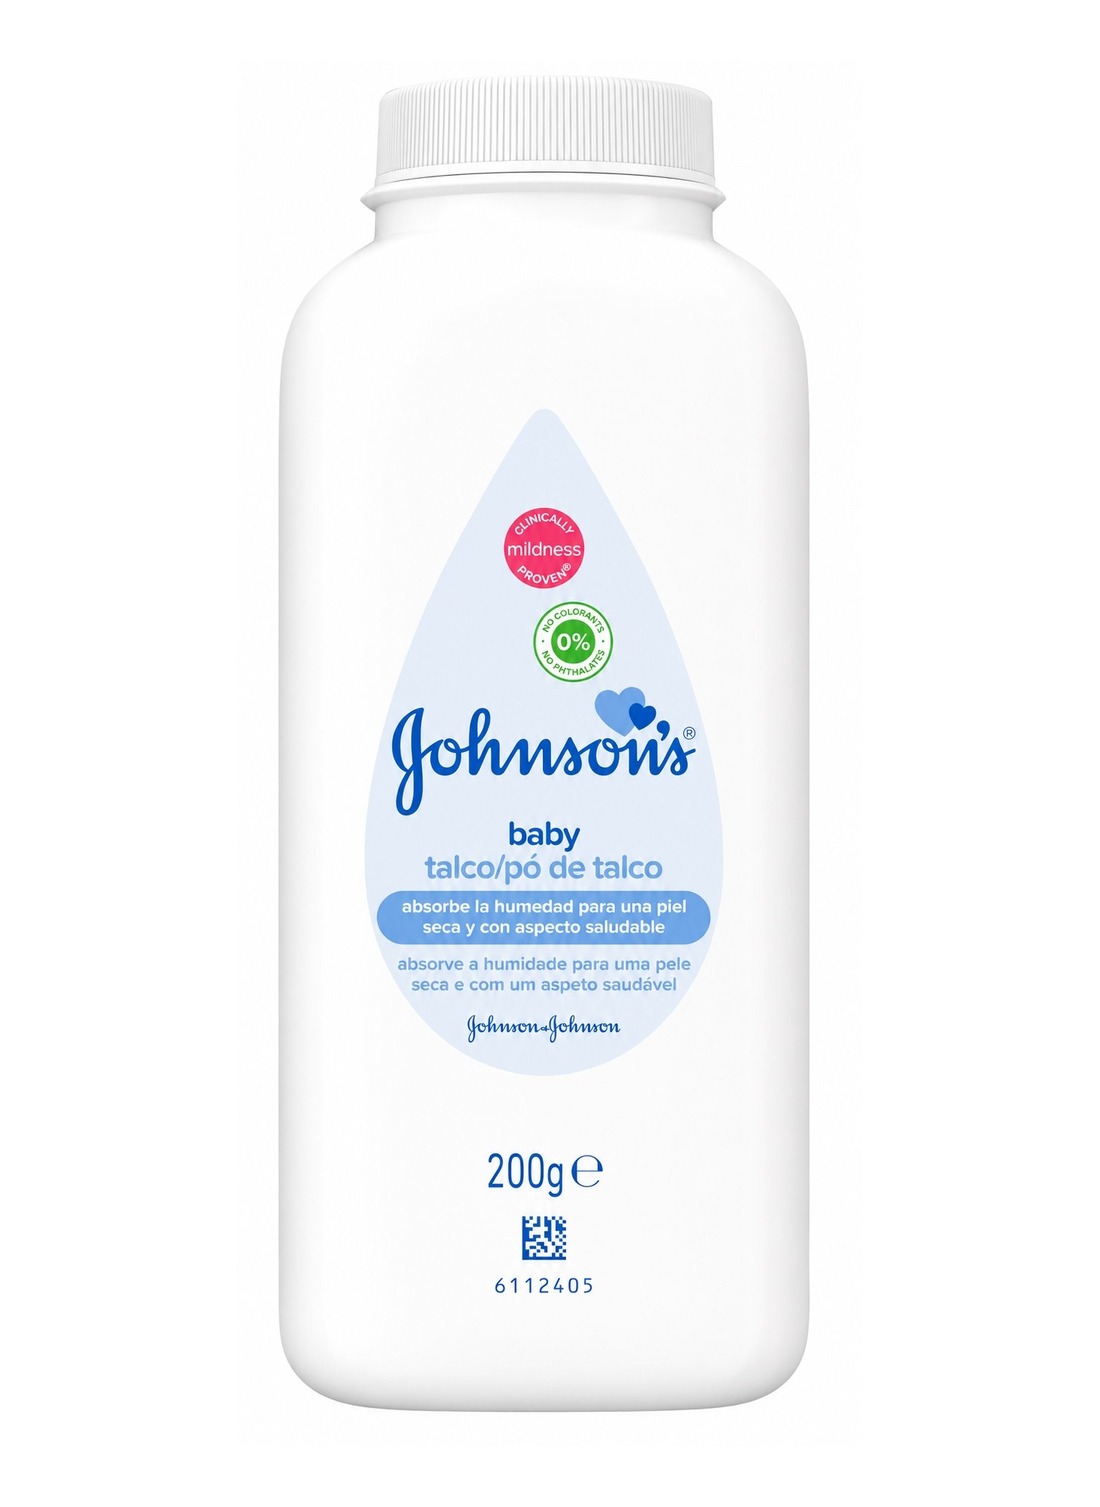 CLINICALLY
mildness
PROVEN®
NO COLORANTS
0%
NO PHTHALATES
Johnson's®
baby
talco/pó de talco
absorbe la humedad para una piel
seca y con aspecto saludable
absorve a humidade para uma pele
seca e com um aspeto saudável
Johnson&Johnson
200g ℮
6112405